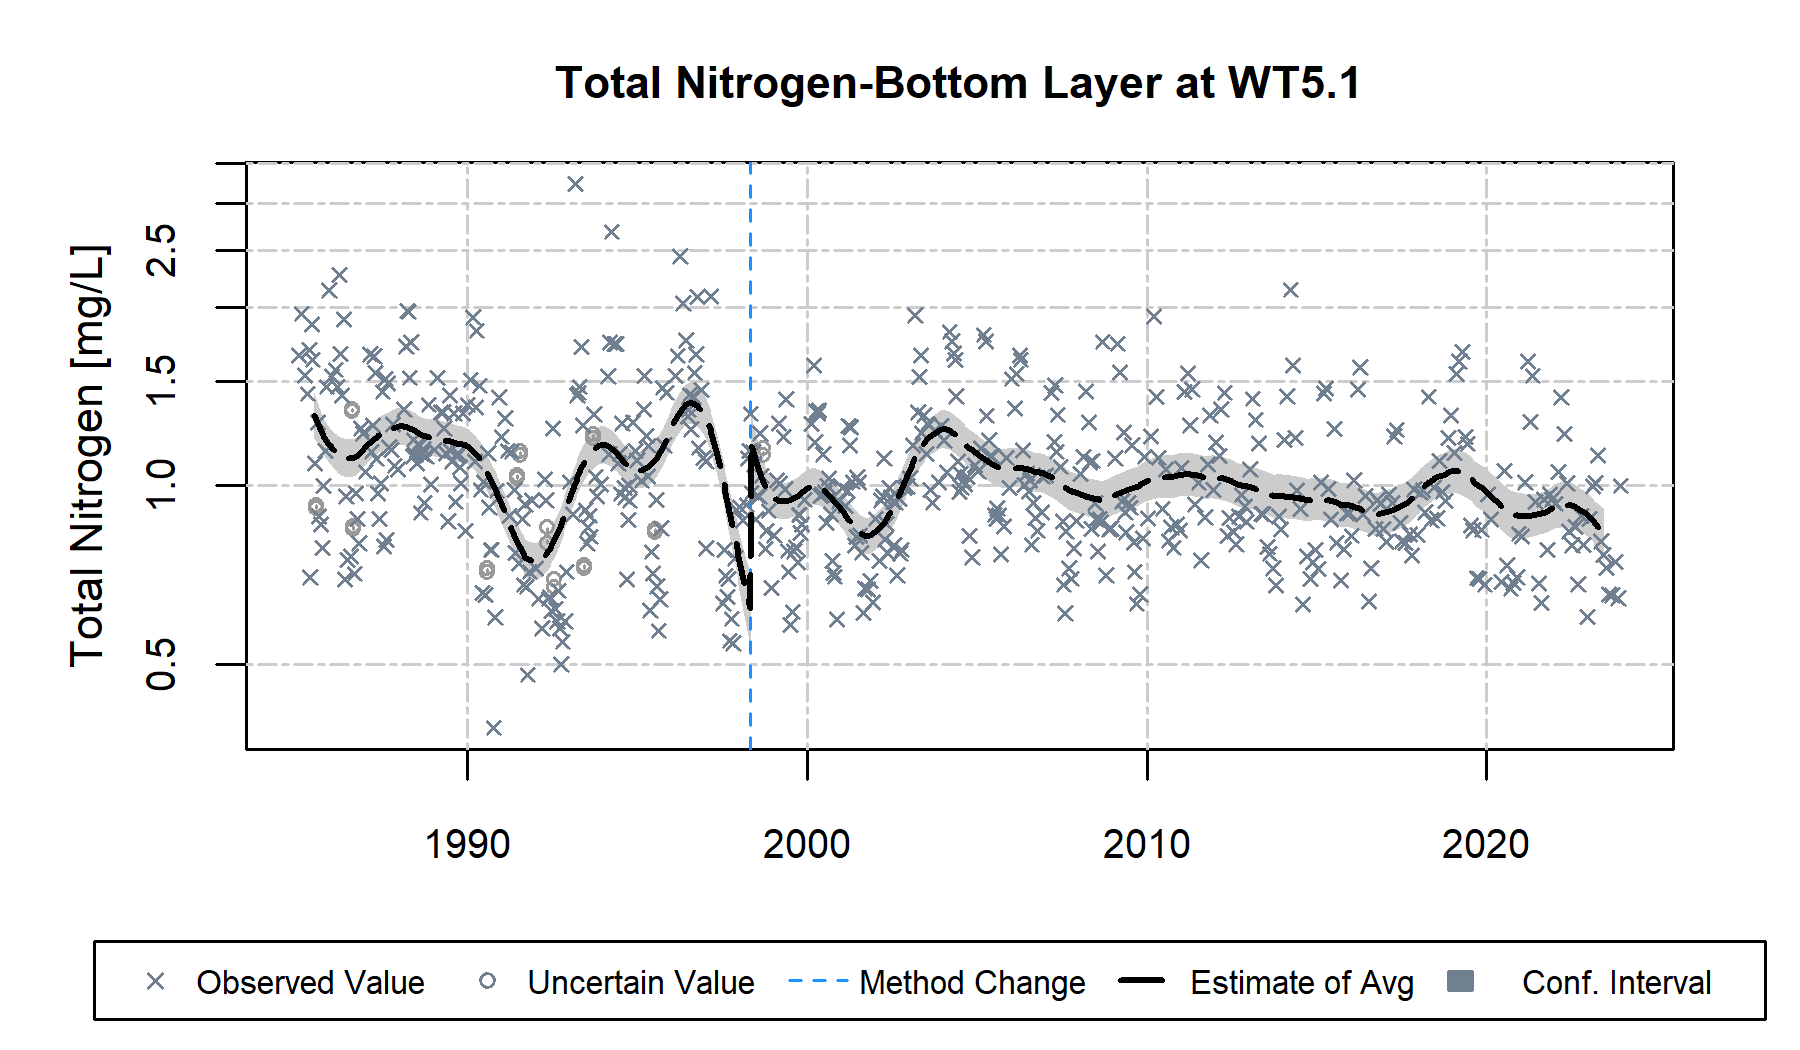 Total Nitrogen-Bottom Layer at WT5.1
Total Nitrogen [mg/L]
2.5
1.5
1.0
0.5
1990 2000 2010 2020
Observed Value Uncertain Value Method Change Estimate of Avg Conf. Interval